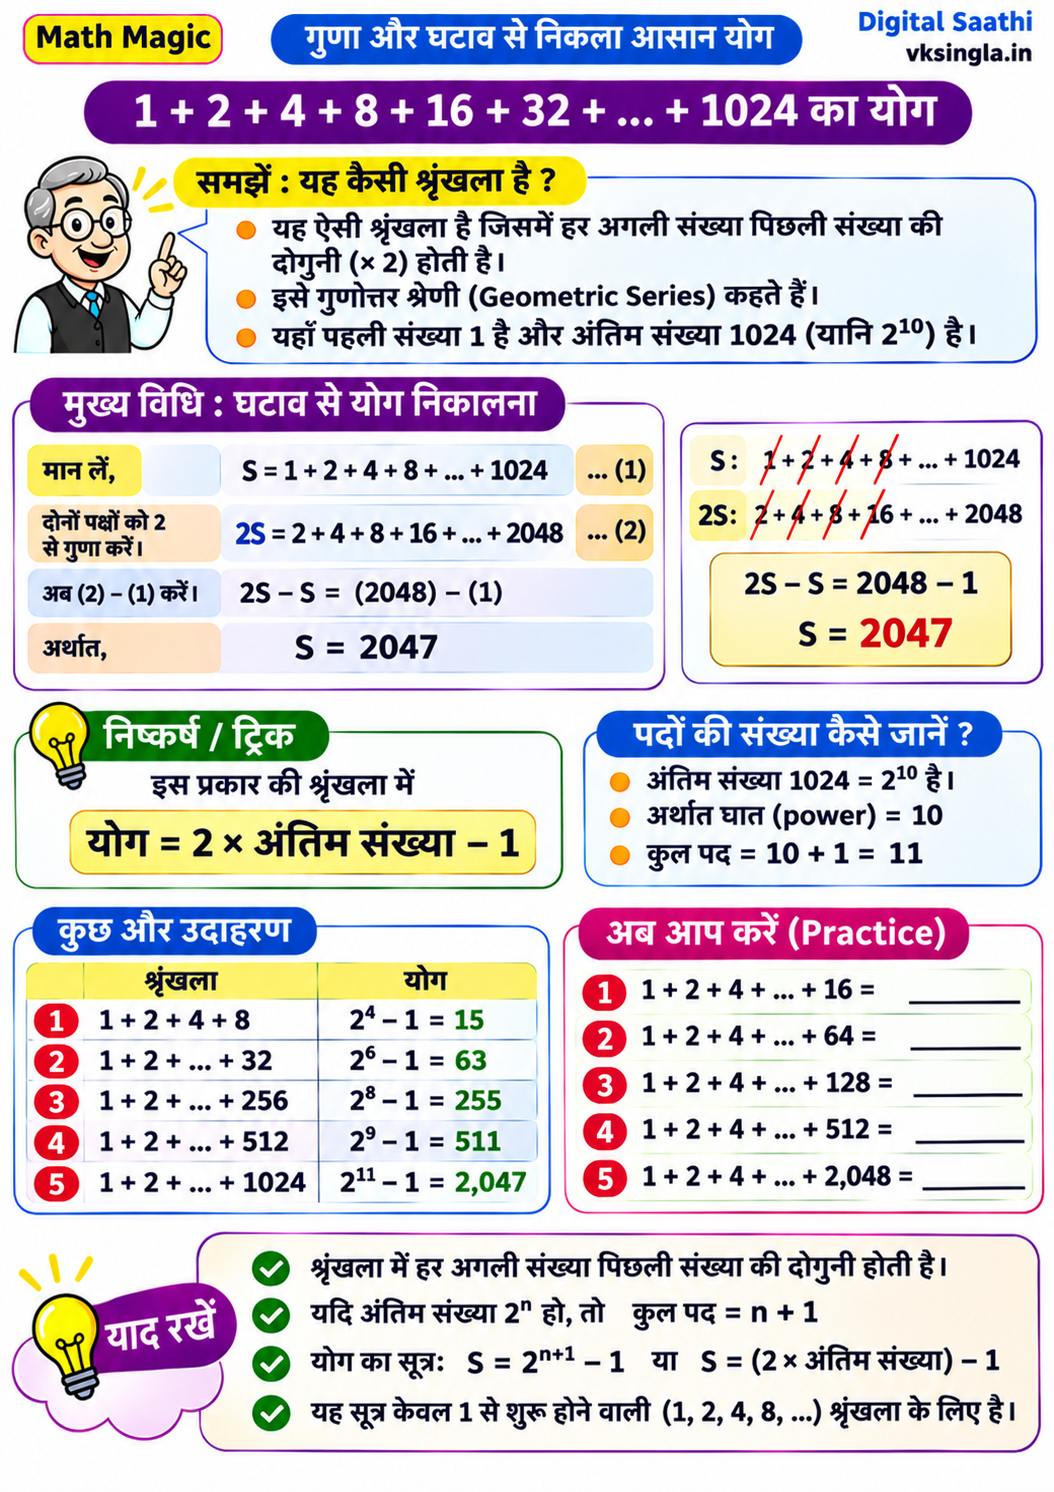 Math Magic
गुणा और घटाव से निकला आसान योग
Digital Saathi
vksingla.in
1 + 2 + 4 + 8 + 16 + 32 + ... + 1024 का योग
समझें : यह कैसी श्रृंखला है ?
यह ऐसी श्रृंखला है जिसमें हर अगली संख्या पिछली संख्या की
दोगुनी (× 2) होती है।
इसे गुणोत्तर श्रेणी (Geometric Series) कहते हैं।
यहाँ पहली संख्या 1 है और अंतिम संख्या 1024 (यानि 2¹⁰) है।
मुख्य विधि : घटाव से योग निकालना
मान लें, S = 1 + 2 + 4 + 8 + ... + 1024 ... (1)
दोनों पक्षों को 2
से गुणा करें।
2S = 2 + 4 + 8 + 16 + ... + 2048 ... (2)
अब (2) – (1) करें। 2S – S = (2048) – (1)
अर्थात, S = 2047
S : 1 + 2 + 4 + 8 + ... + 1024
2S: 2 + 4 + 8 + 16 + ... + 2048
2S – S = 2048 – 1
S = 2047
निष्कर्ष / ट्रिक
इस प्रकार की श्रृंखला में
योग = 2 × अंतिम संख्या – 1
पदों की संख्या कैसे जानें ?
अंतिम संख्या 1024 = 2¹⁰ है।
अर्थात घात (power) = 10
कुल पद = 10 + 1 = 11
कुछ और उदाहरण
श्रृंखला योग
1 1 + 2 + 4 + 8 2⁴ – 1 = 15
2 1 + 2 + ... + 32 2⁶ – 1 = 63
3 1 + 2 + ... + 256 2⁸ – 1 = 255
4 1 + 2 + ... + 512 2⁹ – 1 = 511
5 1 + 2 + ... + 1024 2¹¹ – 1 = 2,047
अब आप करें (Practice)
1 1 + 2 + 4 + ... + 16 = ______
2 1 + 2 + 4 + ... + 64 = ______
3 1 + 2 + 4 + ... + 128 = ______
4 1 + 2 + 4 + ... + 512 = ______
5 1 + 2 + 4 + ... + 2,048 = ______
याद रखें
श्रृंखला में हर अगली संख्या पिछली संख्या की दोगुनी होती है।
यदि अंतिम संख्या 2ⁿ हो, तो कुल पद = n + 1
योग का सूत्र: S = 2ⁿ⁺¹ – 1 या S = (2 × अंतिम संख्या) – 1
यह सूत्र केवल 1 से शुरू होने वाली (1, 2, 4, 8, ...) श्रृंखला के लिए है।